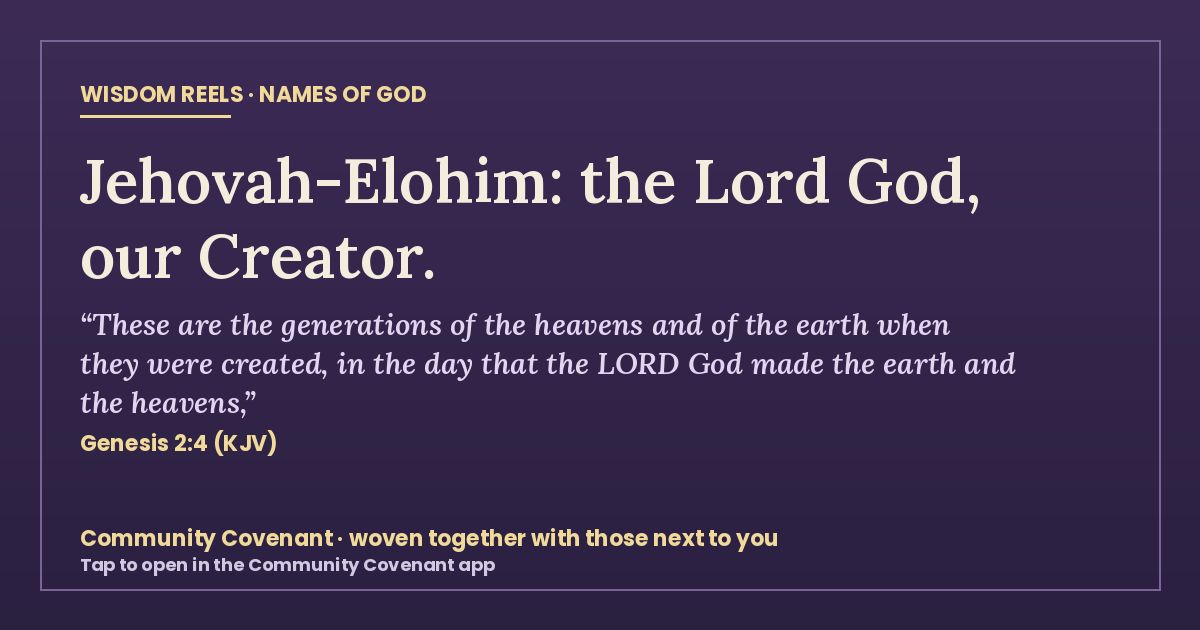 WISDOM REELS · NAMES OF GOD
Jehovah-Elohim: the Lord God,
our Creator.
“These are the generations of the heavens and of the earth when
they were created, in the day that the LORD God made the earth and
the heavens,”
Genesis 2:4 (KJV)
Community Covenant · woven together with those next to you
Tap to open in the Community Covenant app